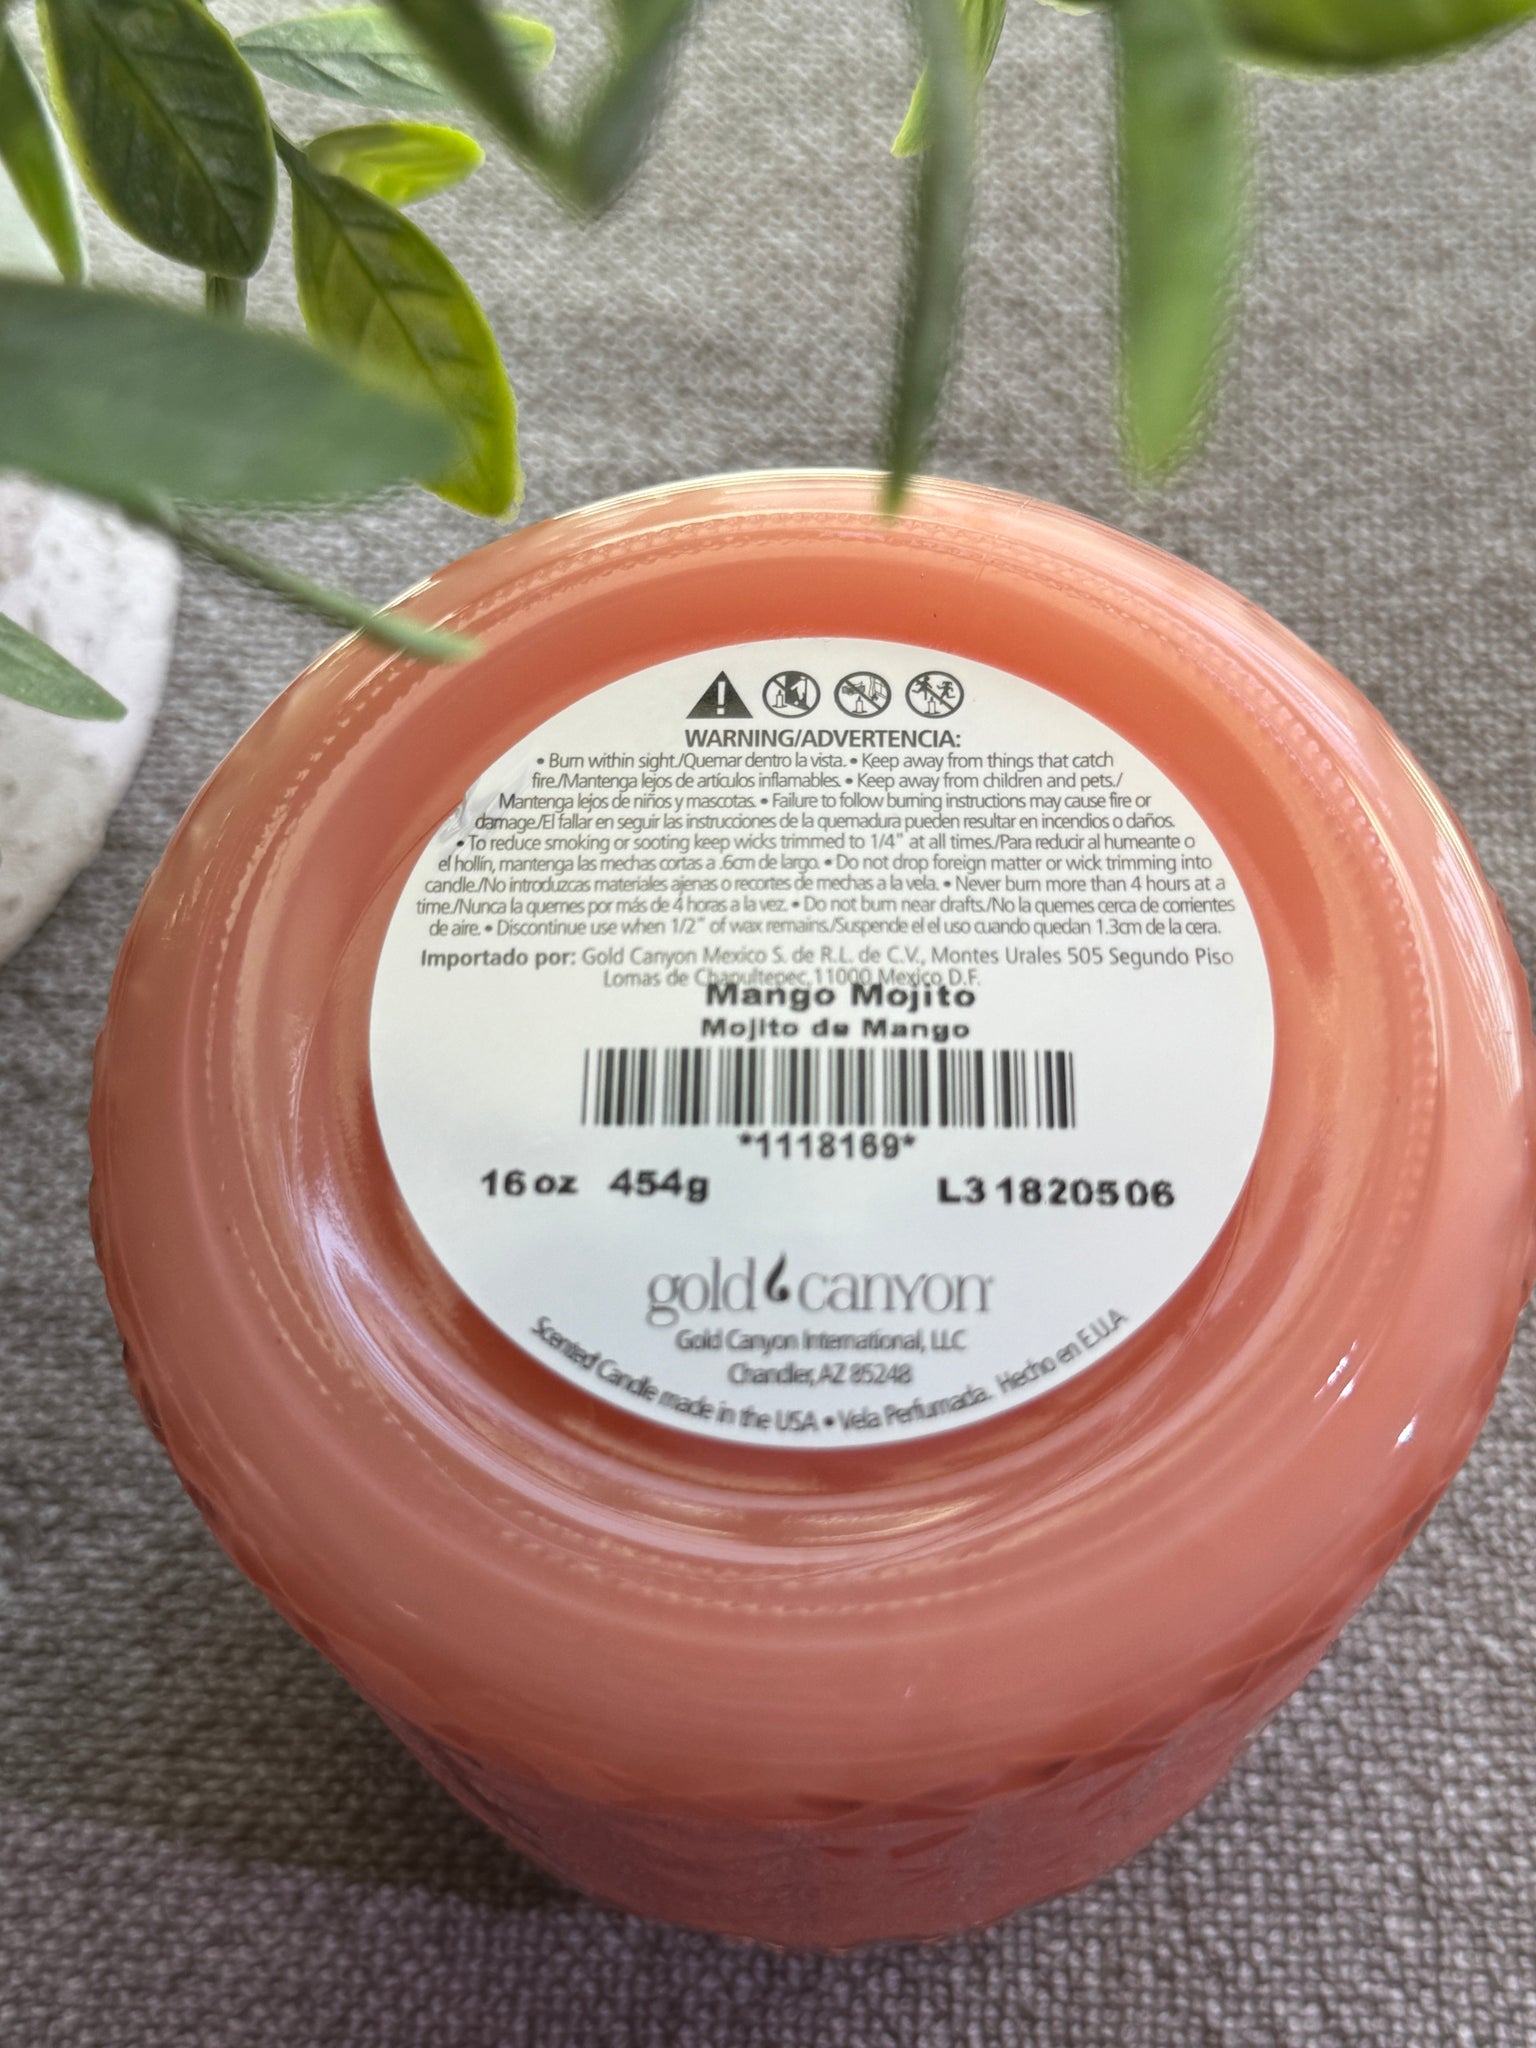 WARNING/ADVERTENCIA:
• Burn within sight./Quemar dentro la vista. • Keep away from things that catch
fire./Mantenga lejos de artículos inflamables. • Keep away from children and pets./
Mantenga lejos de niños y mascotas. • Failure to follow burning instructions may cause fire or
damage./El fallar en seguir las instrucciones de la quemadura pueden resultar en incendios o daños.
• To reduce smoking or sooting keep wicks trimmed to 1/4" at all times./Para reducir al humeante o
el hollín, mantenga las mechas cortas a .6cm de largo. • Do not drop foreign matter or wick trimming into
candle./No introduzcas materiales ajenas o recortes de mechas a la vela. • Never burn more than 4 hours at a
time./Nunca la quemes por más de 4 horas a la vez. • Do not burn near drafts./No la quemes cerca de corrientes
de aire. • Discontinue use when 1/2" of wax remains./Suspende el el uso cuando quedan 1.3cm de la cera.
Importado por: Gold Canyon Mexico S. de R.L. de C.V., Montes Urales 505 Segundo Piso
Lomas de Chapultepec, 11000 Mexico D.F.
Mango Mojito
Mojito de Mango
*1118169*
16 oz 454g L31820506
gold canyon
Gold Canyon International, LLC
Chandler, AZ 85248
Scented Candle made in the USA • Vela Perfumada. Hecho en E.U.A